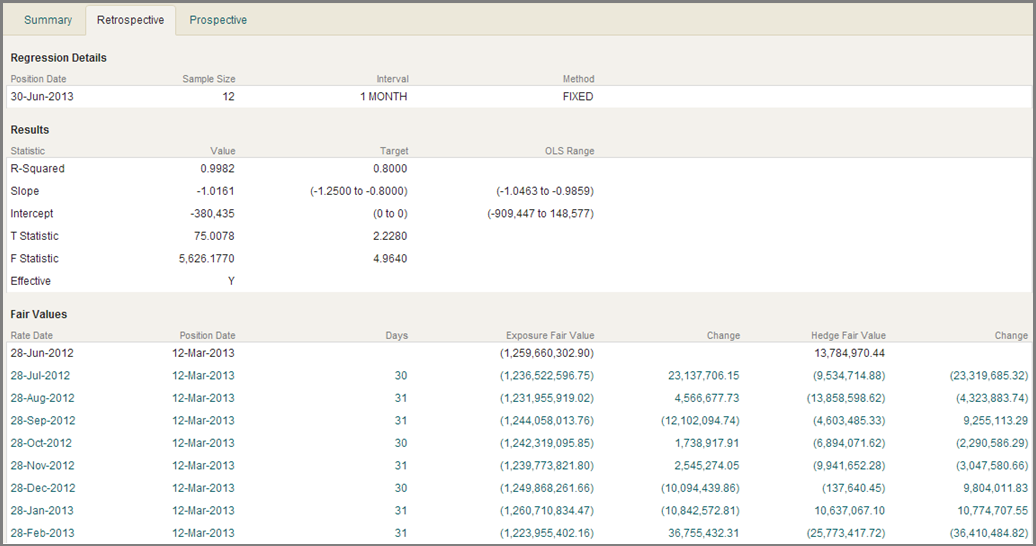 Summary Retrospective Prospective
Regression Details
Position Date Sample Size Interval Method
30-Jun-2013 12 1 MONTH FIXED
Results
Statistic Value Target OLS Range
R-Squared 0.9982 0.8000
Slope -1.0161 (-1.2500 to -0.8000) (-1.0463 to -0.9859)
Intercept -380,435 (0 to 0) (-909,447 to 148,577)
T Statistic 75.0078 2.2280
F Statistic 5,626.1770 4.9640
Effective Y
Fair Values
Rate Date Position Date Days Exposure Fair Value Change Hedge Fair Value Change
28-Jun-2012 12-Mar-2013 (1,259,660,302.90) 13,784,970.44
28-Jul-2012 12-Mar-2013 30 (1,236,522,596.75) 23,137,706.15 (9,534,714.88) (23,319,685.32)
28-Aug-2012 12-Mar-2013 31 (1,231,955,919.02) 4,566,677.73 (13,858,598.62) (4,323,883.74)
28-Sep-2012 12-Mar-2013 31 (1,244,058,013.76) (12,102,094.74) (4,603,485.33) 9,255,113.29
28-Oct-2012 12-Mar-2013 30 (1,242,319,095.85) 1,738,917.91 (6,894,071.62) (2,290,586.29)
28-Nov-2012 12-Mar-2013 31 (1,239,773,821.80) 2,545,274.05 (9,941,652.28) (3,047,580.66)
28-Dec-2012 12-Mar-2013 30 (1,249,868,261.66) (10,094,439.86) (137,640.45) 9,804,011.83
28-Jan-2013 12-Mar-2013 31 (1,260,710,834.47) (10,842,572.81) 10,637,067.10 10,774,707.55
28-Feb-2013 12-Mar-2013 31 (1,223,955,402.16) 36,755,432.31 (25,773,417.72) (36,410,484.82)